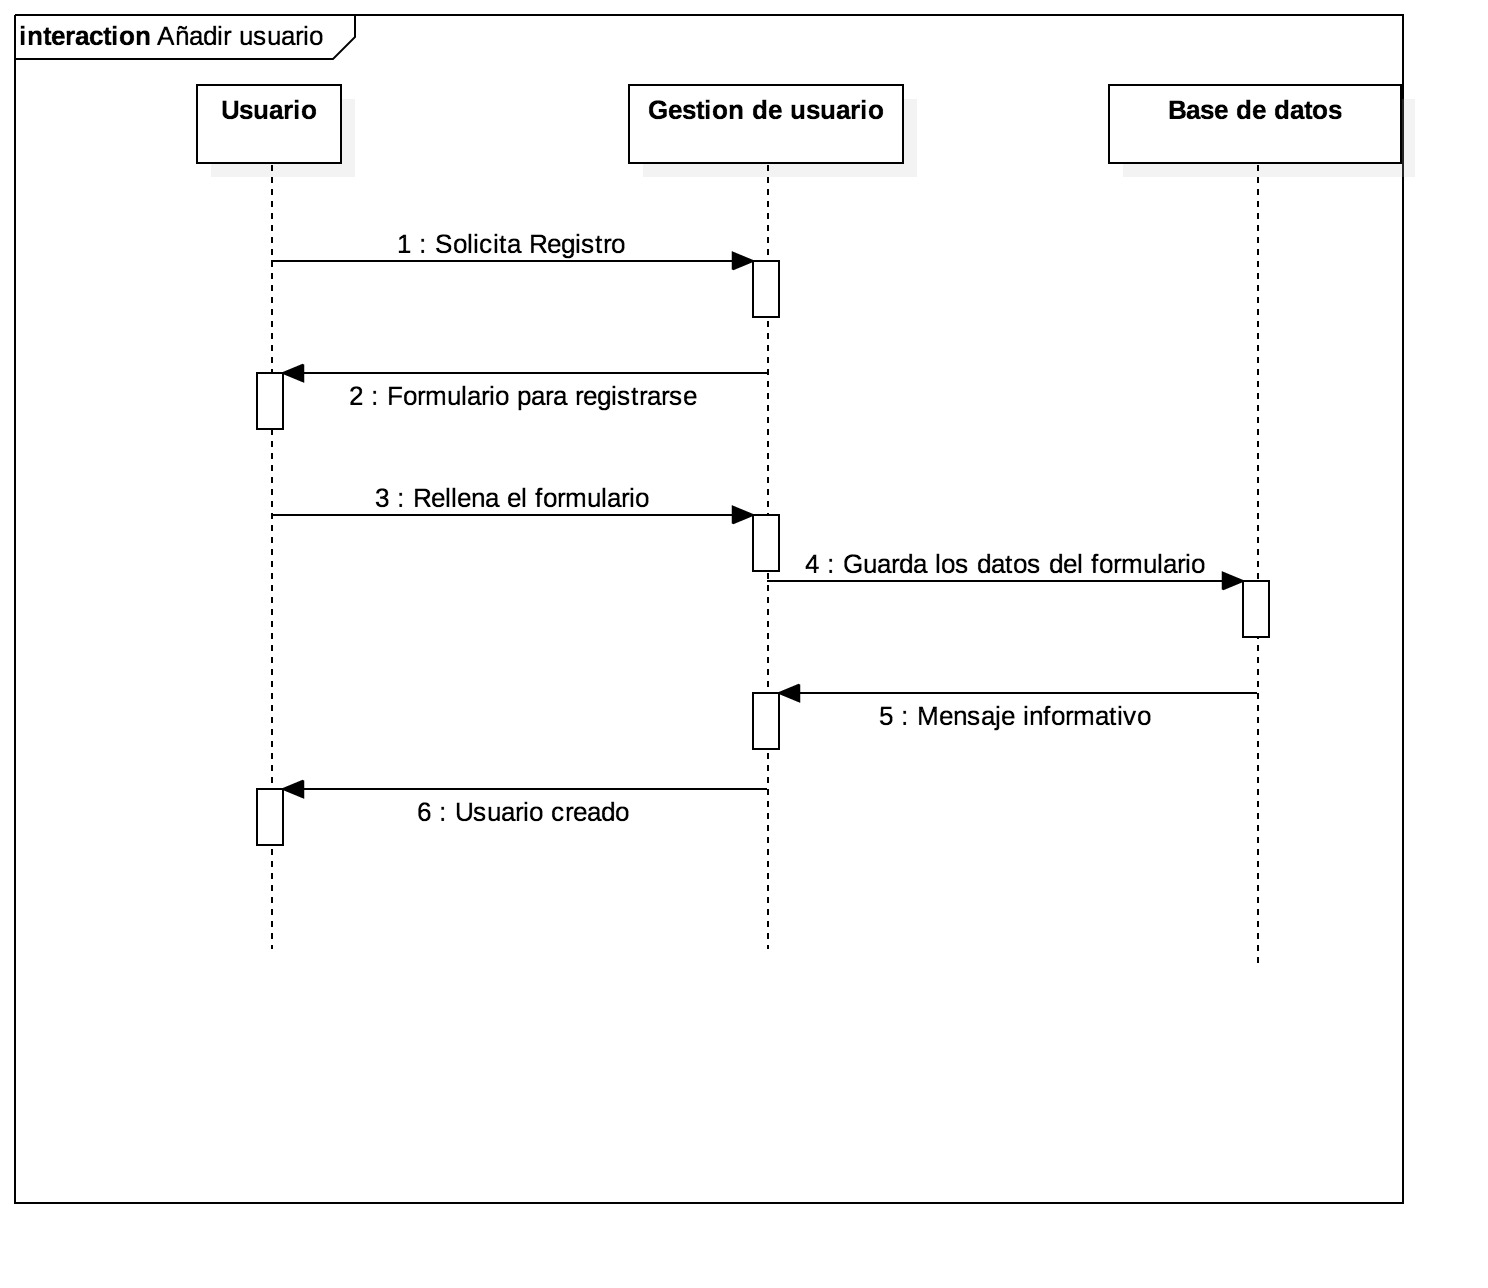 interaction Añadir usuario
Usuario
Gestion de usuario
Base de datos
1 : Solicita Registro
2 : Formulario para registrarse
3 : Rellena el formulario
4 : Guarda los datos del formulario
5 : Mensaje informativo
6 : Usuario creado